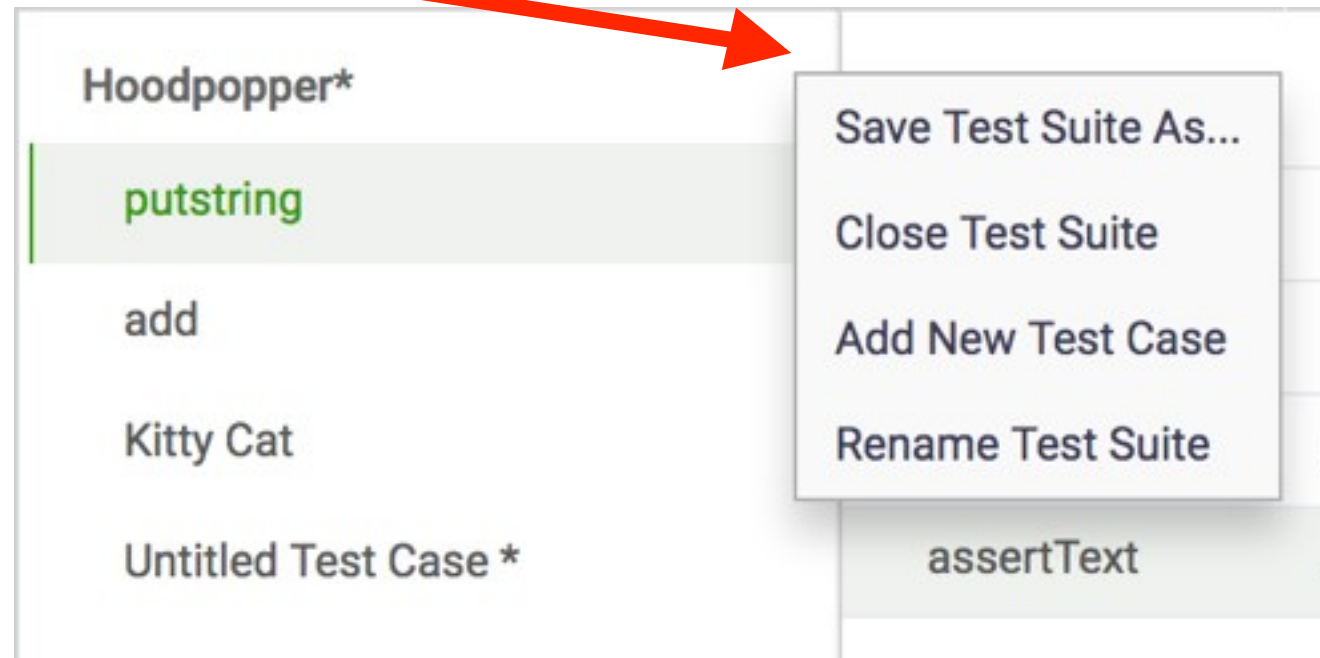 Hoodpopper*
putstring
add
Kitty Cat
Untitled Test Case *
Save Test Suite As...
Close Test Suite
Add New Test Case
Rename Test Suite
assertText